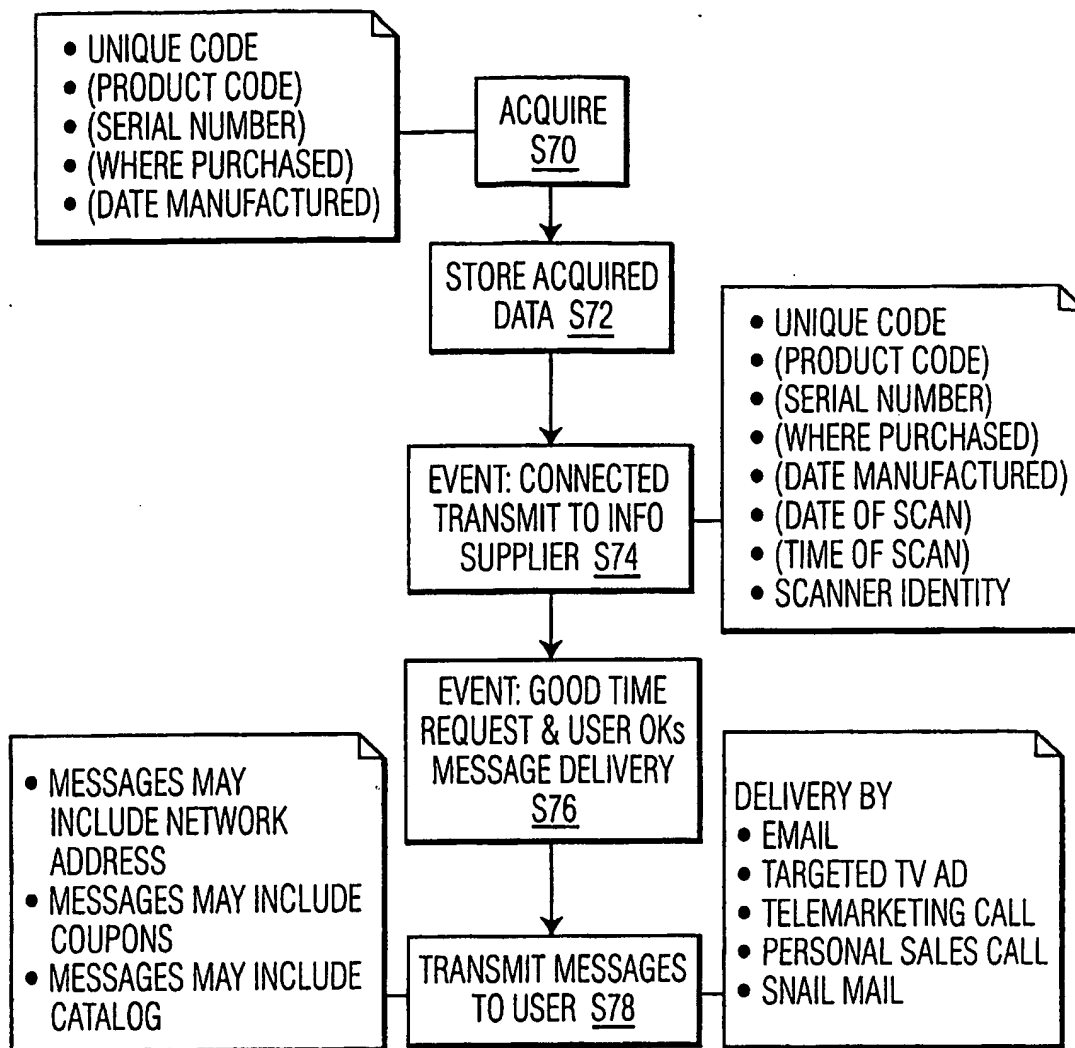 • UNIQUE CODE
• (PRODUCT CODE)
• (SERIAL NUMBER)
• (WHERE PURCHASED)
• (DATE MANUFACTURED)
ACQUIRE
S70
STORE ACQUIRED
DATA S72
• UNIQUE CODE
• (PRODUCT CODE)
• (SERIAL NUMBER)
• (WHERE PURCHASED)
• (DATE MANUFACTURED)
• (DATE OF SCAN)
• (TIME OF SCAN)
• SCANNER IDENTITY
EVENT: CONNECTED
TRANSMIT TO INFO
SUPPLIER S74
EVENT: GOOD TIME
REQUEST & USER OKs
MESSAGE DELIVERY
S76
• MESSAGES MAY
INCLUDE NETWORK
ADDRESS
• MESSAGES MAY INCLUDE
COUPONS
• MESSAGES MAY INCLUDE
CATALOG
TRANSMIT MESSAGES
TO USER S78
DELIVERY BY
• EMAIL
• TARGETED TV AD
• TELEMARKETING CALL
• PERSONAL SALES CALL
• SNAIL MAIL